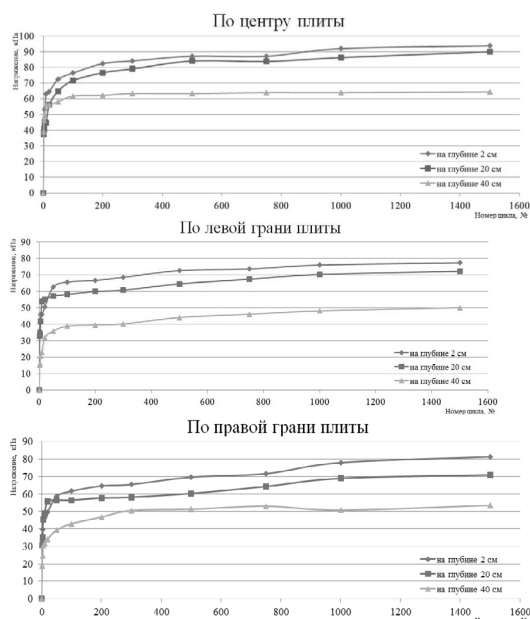 По центру плиты
Напряжение, кПа
100
90
80
70
60
50
40
30
20
10
0
на глубине 2 см
на глубине 20 см
на глубине 40 см
0 200 400 600 800 1000 1200 1400 1600
Номер цикла, №
По левой грани плиты
Напряжение, кПа
90
80
70
60
50
40
30
20
10
0
на глубине 2 см
на глубине 20 см
на глубине 40 см
0 200 400 600 800 1000 1200 1400 1600
Номер цикла, №
По правой грани плиты
Напряжение, кПа
90
80
70
60
50
40
30
20
10
0
на глубине 2 см
на глубине 20 см
на глубине 40 см
0 200 400 600 800 1000 1200 1400 1600